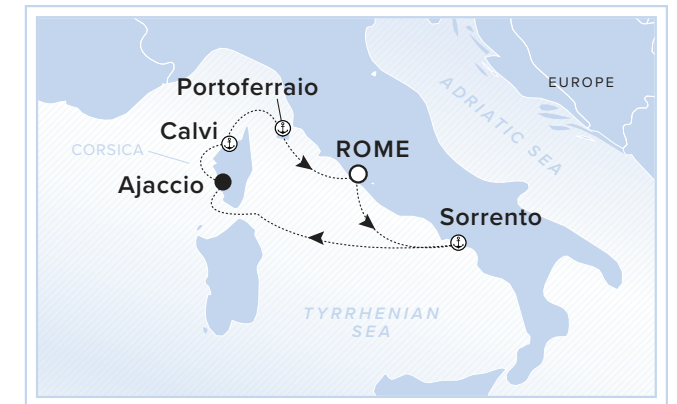 EUROPE
Portoferraio
ADRIATIC SEA
Calvi
CORSICA
ROME
Ajaccio
Sorrento
TYRRHENIAN
SEA